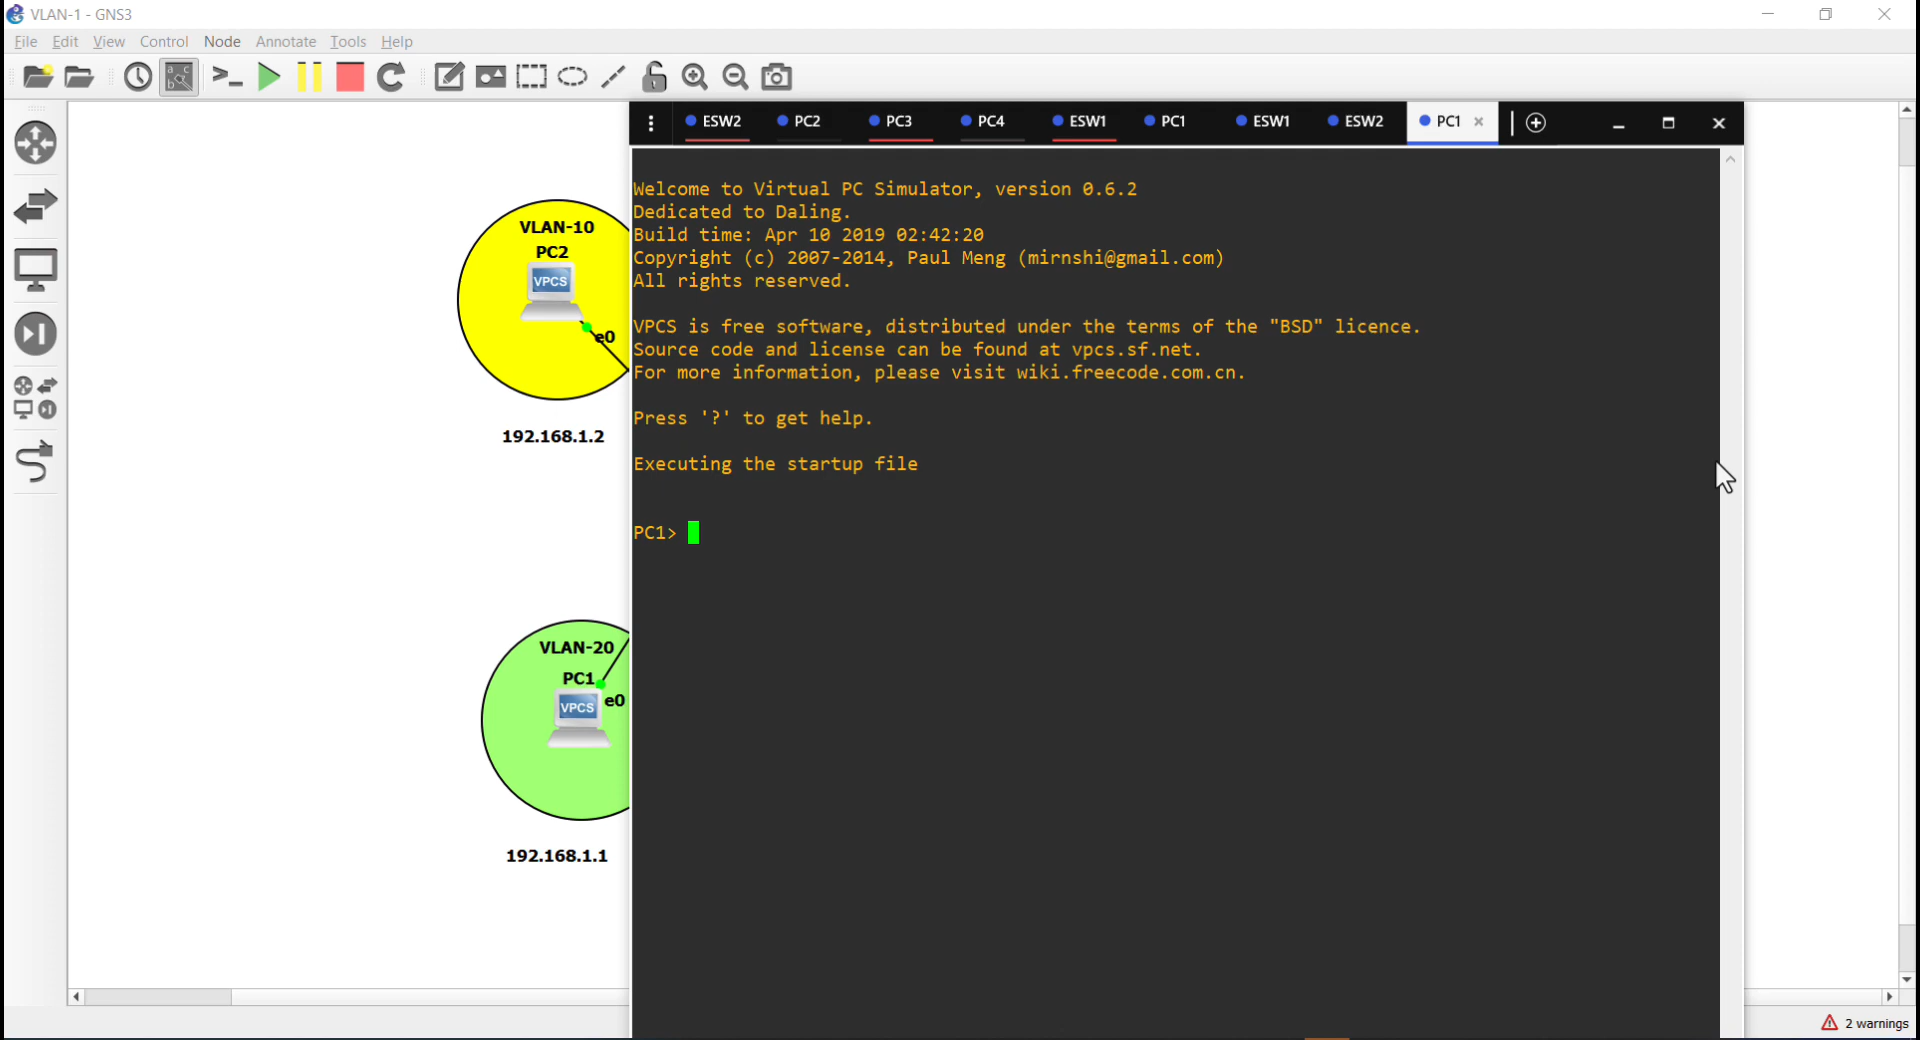 VLAN-1 - GNS3
File Edit View Control Node Annotate Tools Help
ESW2 PC2 PC3 PC4 ESW1 PC1 ESW1 ESW2 PC1
Welcome to Virtual PC Simulator, version 0.6.2
Dedicated to Daling.
Build time: Apr 10 2019 02:42:20
Copyright (c) 2007-2014, Paul Meng (mirnshi@gmail.com)
All rights reserved.
VPCS is free software, distributed under the terms of the "BSD" licence.
Source code and license can be found at vpcs.sf.net.
For more information, please visit wiki.freecode.com.cn.
Press '?' to get help.
Executing the startup file
PC1>
VLAN-10
PC2
VPCS
e0
192.168.1.2
VLAN-20
PC1
VPCS
e0
192.168.1.1
2 warnings